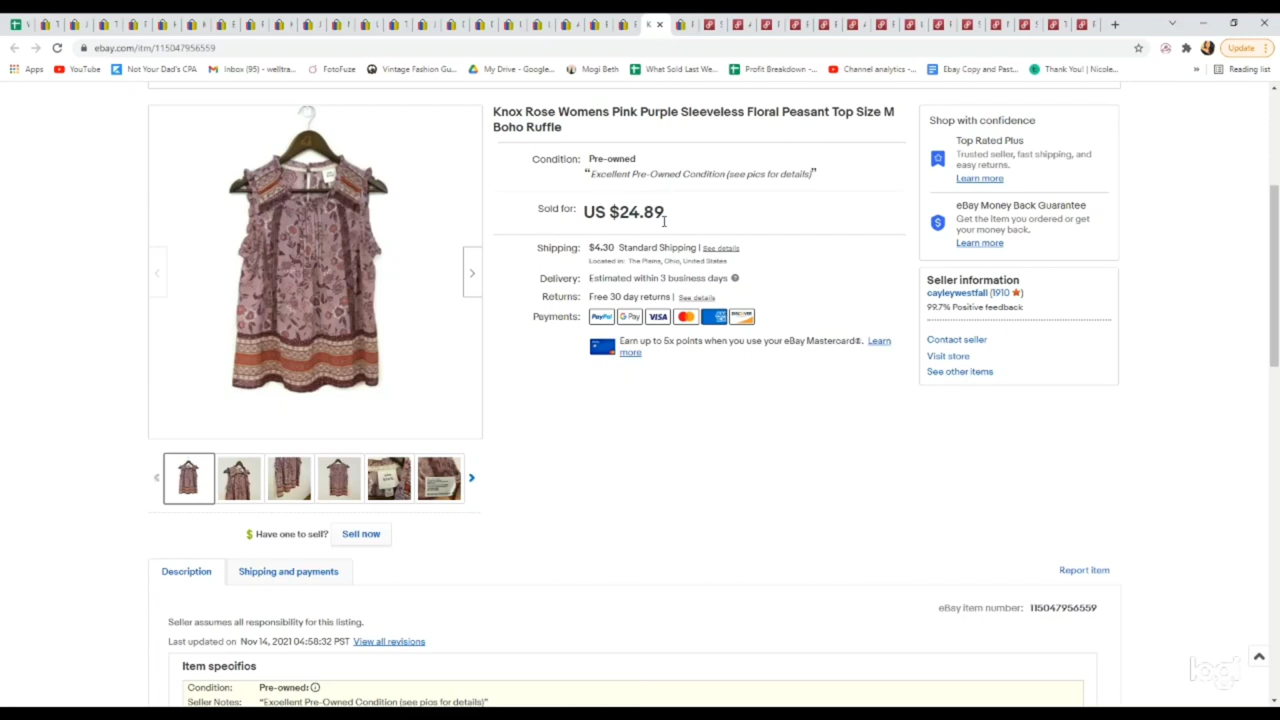 K
Update
ebay.com/itm/115047956559
Apps
YouTube
Not Your Dad's CPA
Inbox (95) - welltra...
FotoFuze
Vintage Fashion Gu...
My Drive - Google...
Mogi Beth
What Sold Last We...
Profit Breakdown -...
Channel analytics -...
Ebay Copy and Past...
Thank You! | Nicole...
»
Reading list
Knox Rose Womens Pink Purple Sleeveless Floral Peasant Top Size M
Boho Ruffle
Condition: Pre-owned
“Excellent Pre-Owned Condition (see pics for details)”
Sold for: US $24.89
Shipping: $4.30 Standard Shipping | See details
Located in: The Plains, Ohio, United States
Delivery: Estimated within 3 business days
Returns: Free 30 day returns | See details
Payments: PayPal G Pay VISA DISCOVER
Earn up to 5x points when you use your eBay Mastercard®. Learn
more
Shop with confidence
Top Rated Plus
Trusted seller, fast shipping, and
easy returns.
Learn more
eBay Money Back Guarantee
Get the item you ordered or get
your money back.
Learn more
Seller information
cayleywestfall (1910 )
99.7% Positive feedback
Contact seller
Visit store
See other items
$ Have one to sell? Sell now
Description
Shipping and payments
Report item
eBay item number: 115047956559
Seller assumes all responsibility for this listing.
Last updated on Nov 14, 2021 04:58:32 PST View all revisions
Item specifics
Condition: Pre-owned:
Seller Notes: “Excellent Pre-Owned Condition (see pics for details)”
logi